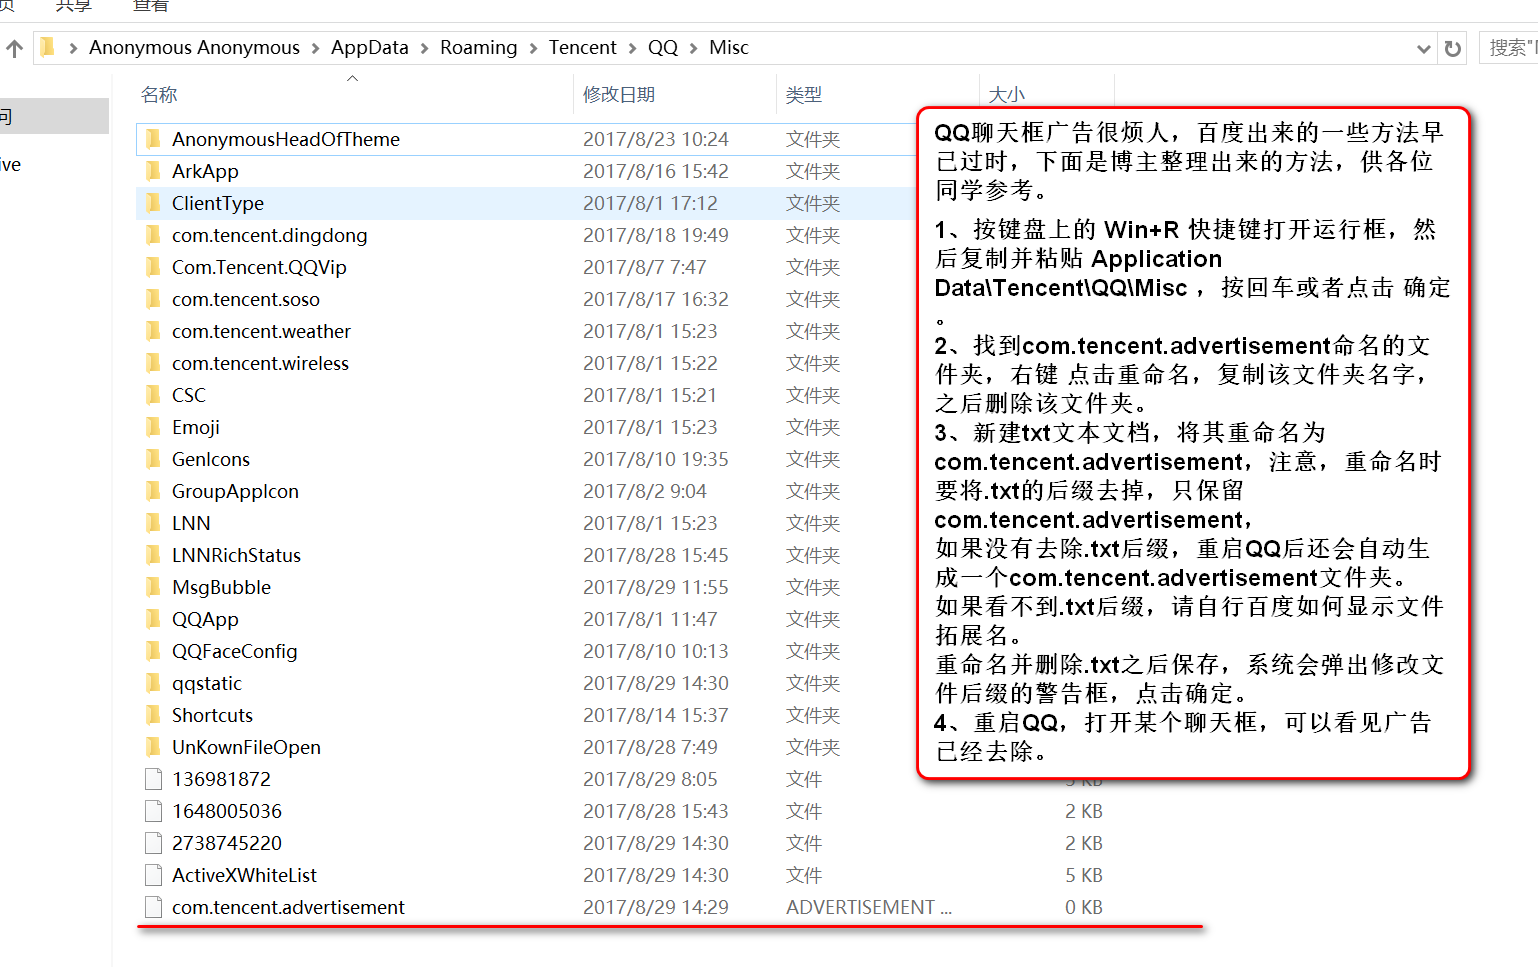 共享 查看
Anonymous Anonymous > AppData > Roaming > Tencent > QQ > Misc
搜索"
名称 修改日期 类型 大小
AnonymousHeadOfTheme 2017/8/23 10:24 文件夹
ArkApp 2017/8/16 15:42 文件夹
ClientType 2017/8/1 17:12 文件夹
com.tencent.dingdong 2017/8/18 19:49 文件夹
Com.Tencent.QQVip 2017/8/7 7:47 文件夹
com.tencent.soso 2017/8/17 16:32 文件夹
com.tencent.weather 2017/8/1 15:23 文件夹
com.tencent.wireless 2017/8/1 15:22 文件夹
CSC 2017/8/1 15:21 文件夹
Emoji 2017/8/1 15:23 文件夹
GenIcons 2017/8/10 19:35 文件夹
GroupAppIcon 2017/8/2 9:04 文件夹
LNN 2017/8/1 15:23 文件夹
LNNRichStatus 2017/8/28 15:45 文件夹
MsgBubble 2017/8/29 11:55 文件夹
QQApp 2017/8/1 11:47 文件夹
QQFaceConfig 2017/8/10 10:13 文件夹
qqstatic 2017/8/29 14:30 文件夹
Shortcuts 2017/8/14 15:37 文件夹
UnKownFileOpen 2017/8/28 7:49 文件夹
136981872 2017/8/29 8:05 文件
1648005036 2017/8/28 15:43 文件 2 KB
2738745220 2017/8/29 14:30 文件 2 KB
ActiveXWhiteList 2017/8/29 14:30 文件 5 KB
com.tencent.advertisement 2017/8/29 14:29 ADVERTISEMENT ... 0 KB
QQ聊天框广告很烦人，百度出来的一些方法早
已过时，下面是博主整理出来的方法，供各位
同学参考。
1、按键盘上的 Win+R 快捷键打开运行框，然
后复制并粘贴 Application
Data\Tencent\QQ\Misc ，按回车或者点击 确定
。
2、找到com.tencent.advertisement命名的文
件夹，右键 点击重命名，复制该文件夹名字，
之后删除该文件夹。
3、新建txt文本文档，将其重命名为
com.tencent.advertisement，注意，重命名时
要将.txt的后缀去掉，只保留
com.tencent.advertisement，
如果没有去除.txt后缀，重启QQ后还会自动生
成一个com.tencent.advertisement文件夹。
如果看不到.txt后缀，请自行百度如何显示文件
拓展名。
重命名并删除.txt之后保存，系统会弹出修改文
件后缀的警告框，点击确定。
4、重启QQ，打开某个聊天框，可以看见广告
已经去除。